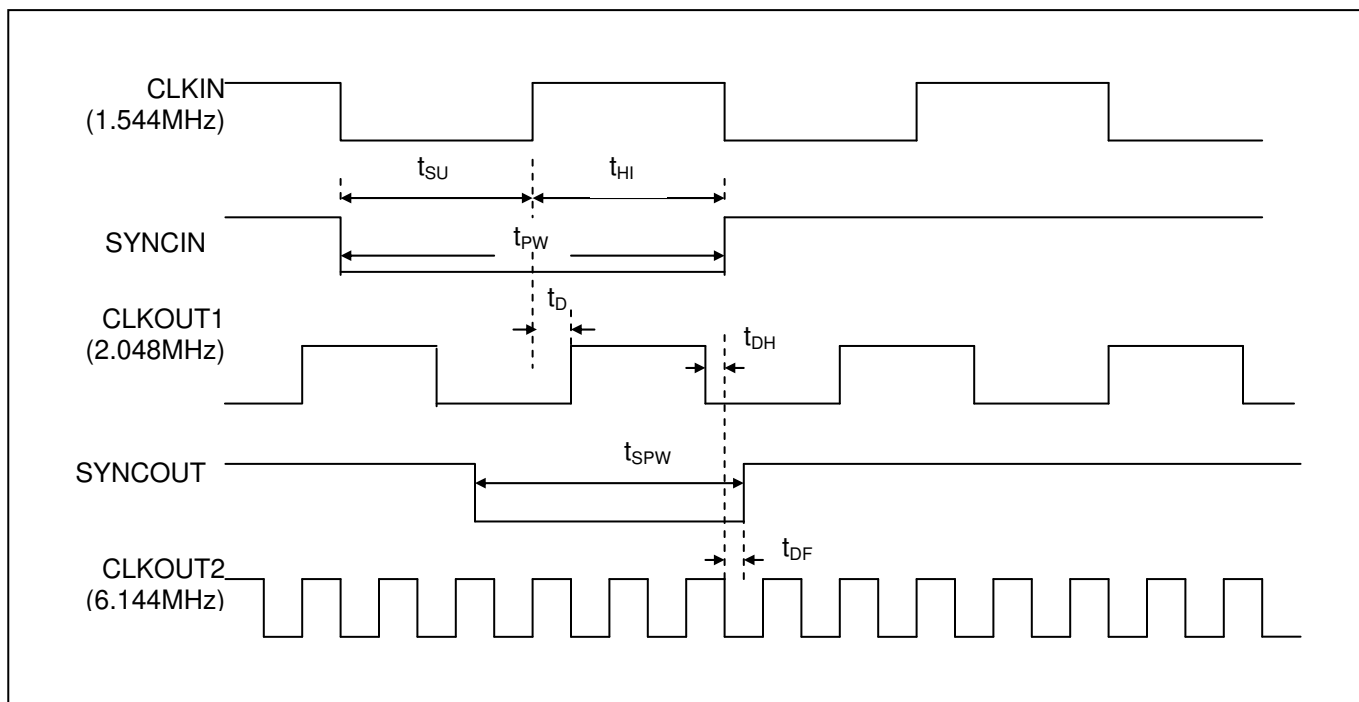 CLKIN
(1.544MHz)
tSU
tHI
SYNCIN
tPW
tD
CLKOUT1
(2.048MHz)
tDH
SYNCOUT
tSPW
tDF
CLKOUT2
(6.144MHz)